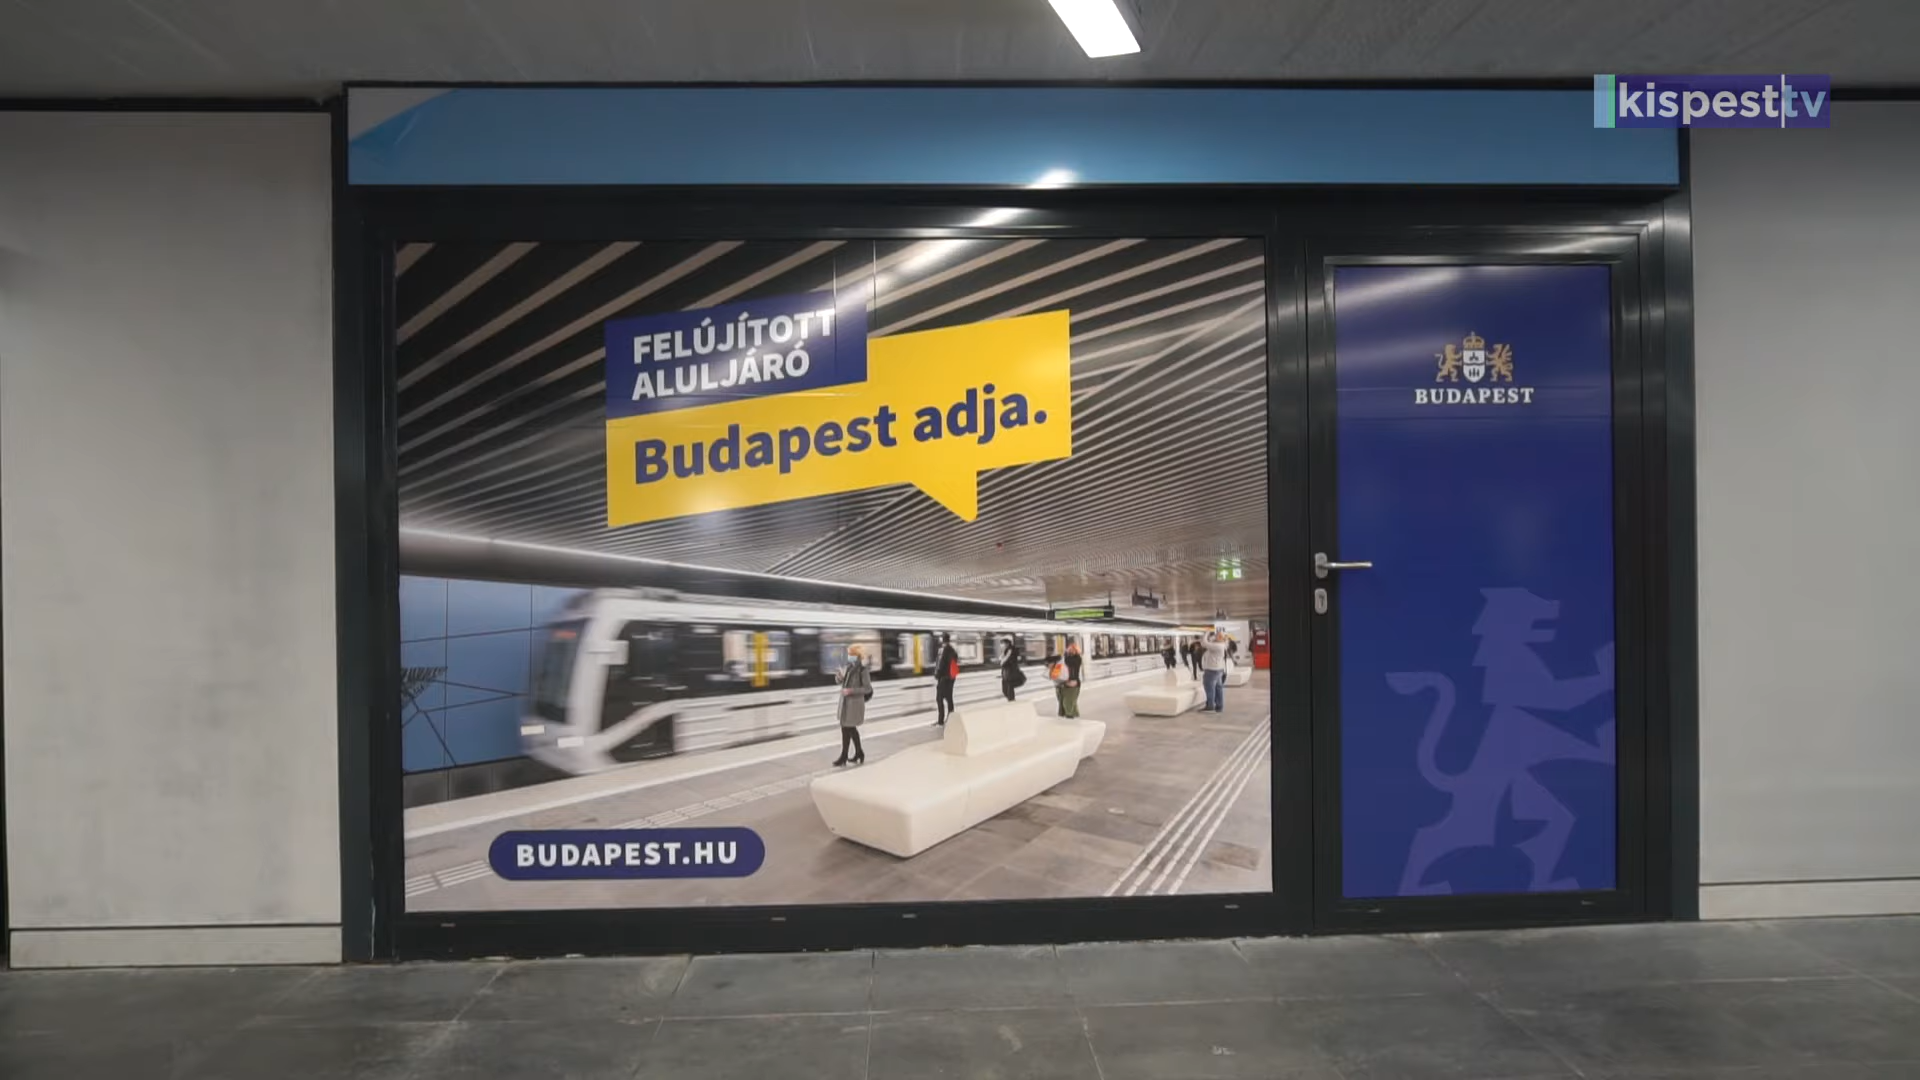 kispest tv
FELÚJÍTOTT
ALULJÁRÓ
Budapest adja.
BUDAPEST
BUDAPEST.HU